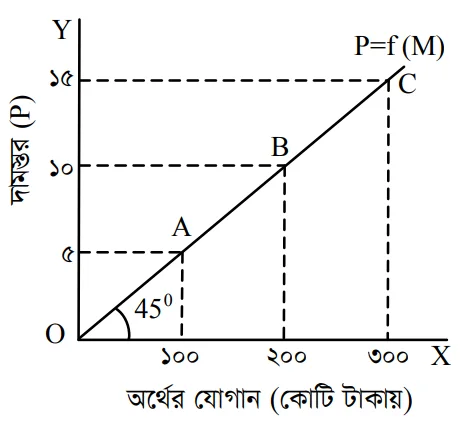 Y
P=f (M)
১৫
C
দামস্তর (P)
B
১০
A
৫
45⁰
O
১০০ ২০০ ৩০০ X
অর্থের যোগান (কোটি টাকায়)